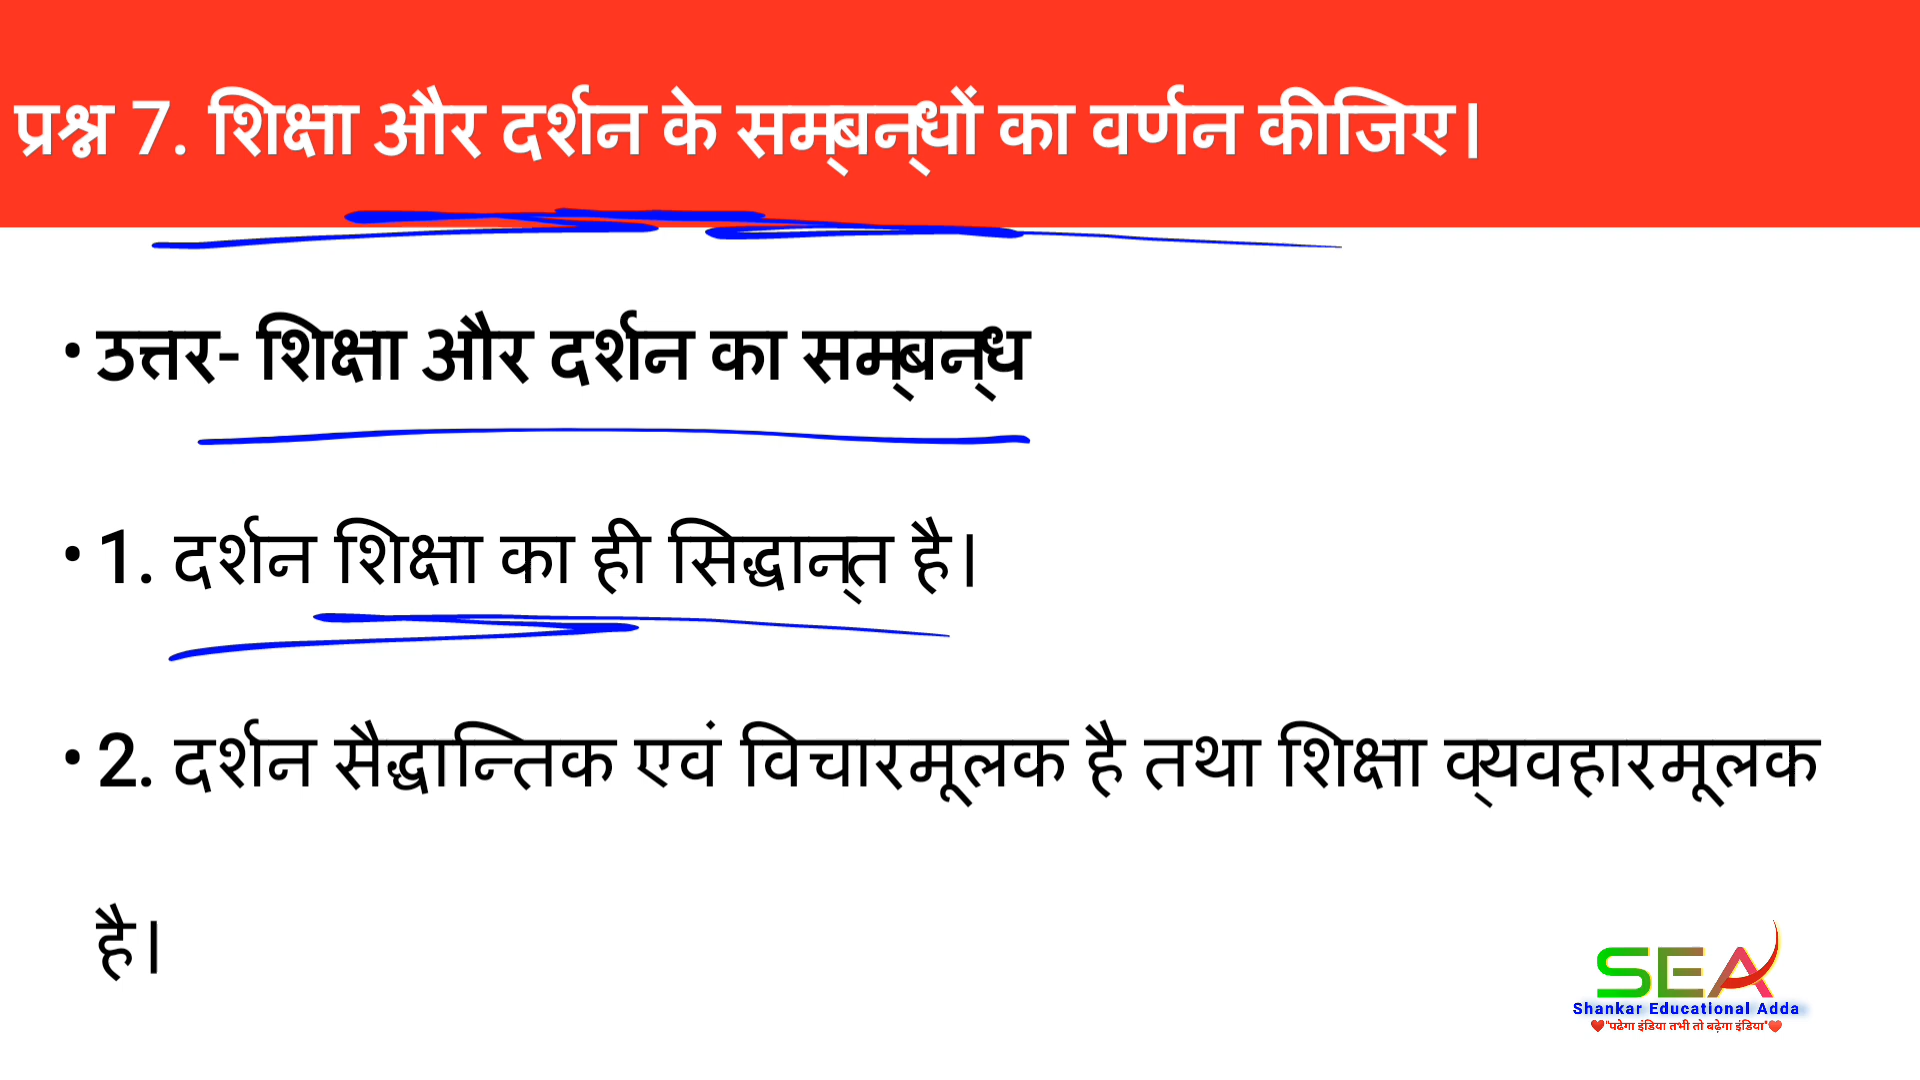 प्रश्न 7. शिक्षा और दर्शन के सम्बन्धों का वर्णन कीजिए।
• उत्तर- शिक्षा और दर्शन का सम्बन्ध
• 1. दर्शन शिक्षा का ही सिद्धान्त है।
• 2. दर्शन सैद्धान्तिक एवं विचारमूलक है तथा शिक्षा व्यवहारमूलक
है।
SEA
Shankar Educational Adda
❤️"पढेगा इंडिया तभी तो बढ़ेगा इंडिया"❤️